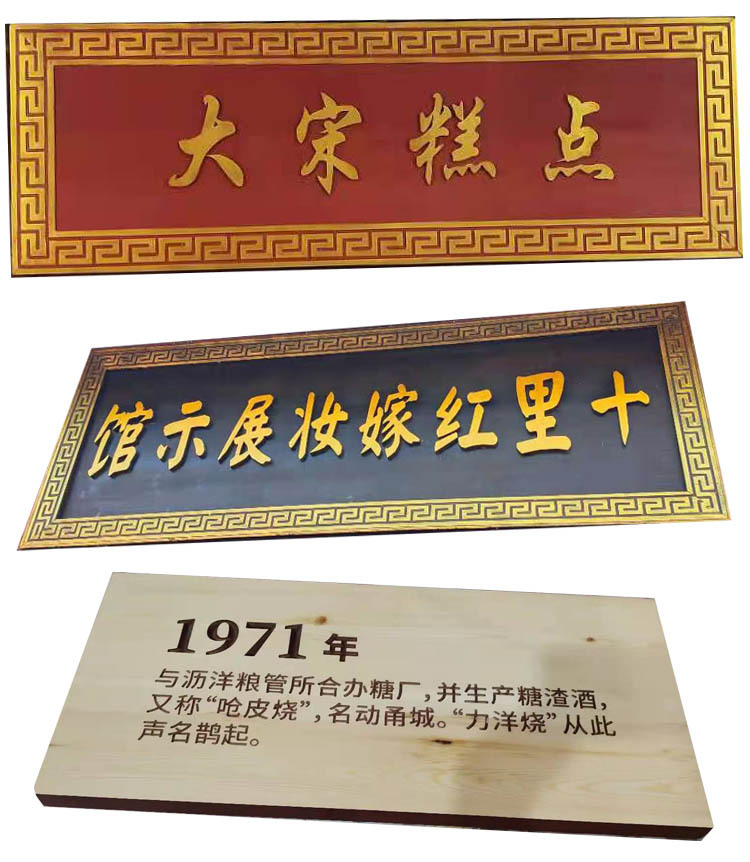 大宋糕点
十里红嫁妆展示馆
1971年
与沥洋粮管所合办糖厂，并生产糖渣酒，
又称“呛皮烧”，名动甬城。“力洋烧”从此
声名鹊起。